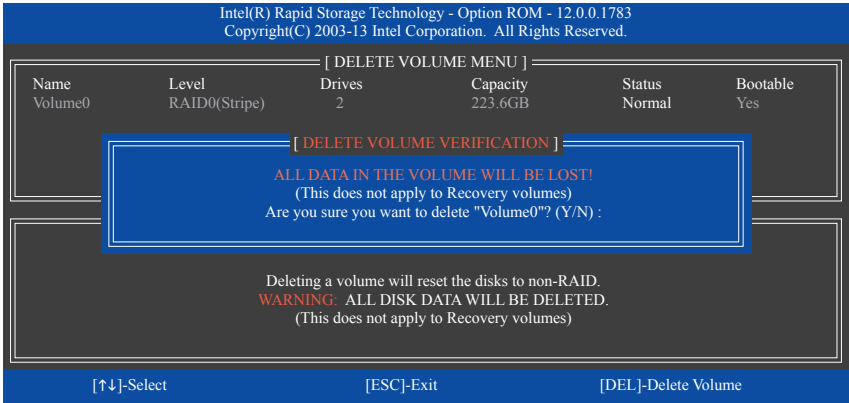 Intel(R) Rapid Storage Technology - Option ROM - 12.0.0.1783
Copyright(C) 2003-13 Intel Corporation. All Rights Reserved.
[ DELETE VOLUME MENU ]
Name Level Drives Capacity Status Bootable
Volume0 RAID0(Stripe) 2 223.6GB Normal Yes
[ DELETE VOLUME VERIFICATION ]
ALL DATA IN THE VOLUME WILL BE LOST!
(This does not apply to Recovery volumes)
Are you sure you want to delete "Volume0"? (Y/N) :
Deleting a volume will reset the disks to non-RAID.
WARNING: ALL DISK DATA WILL BE DELETED.
(This does not apply to Recovery volumes)
[↑↓]-Select [ESC]-Exit [DEL]-Delete Volume